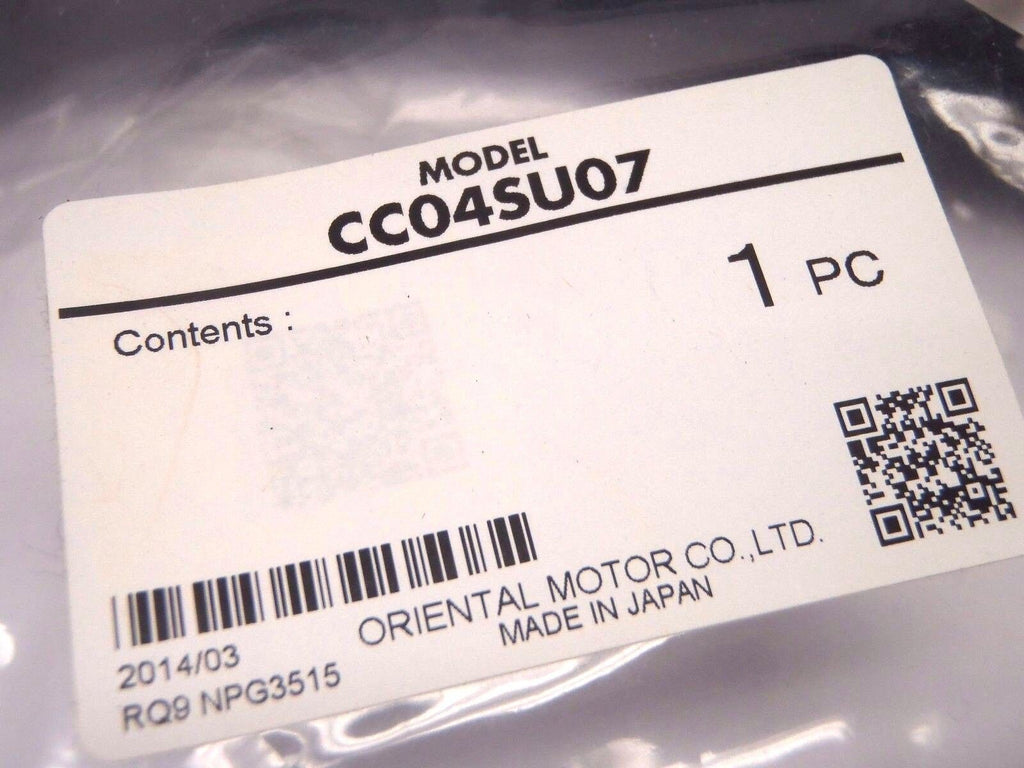 MODEL
CC04SU07
1 PC
Contents :
ORIENTAL MOTOR CO.,LTD.
MADE IN JAPAN
2014/03
RQ9 NPG3515